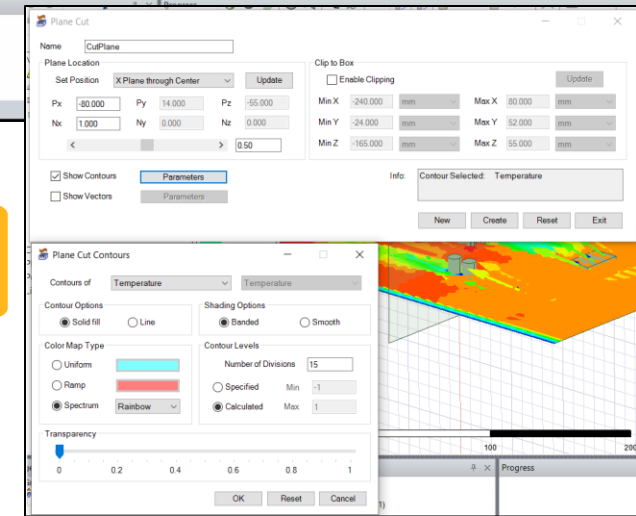 Progress
Plane Cut
Name CutPlane
Plane Location
Set Position X Plane through Center Update
Px -80.000 Py 14.000 Pz -55.000
Nx 1.000 Ny 0.000 Nz 0.000
< > 0.50
Show Contours Parameters
Show Vectors Parameters
Clip to Box
Enable Clipping Update
Min X -240.000 mm Max X 80.000 mm
Min Y -24.000 mm Max Y 52.000 mm
Min Z -165.000 mm Max Z 55.000 mm
Info: Contour Selected: Temperature
New Create Reset Exit
Plane Cut Contours
Contours of Temperature Temperature
Contour Options
Solid fill Line
Shading Options
Banded Smooth
Color Map Type
Uniform
Ramp
Spectrum Rainbow
Contour Levels
Number of Divisions 15
Specified Min -1
Calculated Max 1
Transparency
0 0.2 0.4 0.6 0.8 1
OK Reset Cancel
100 200
Progress
1)